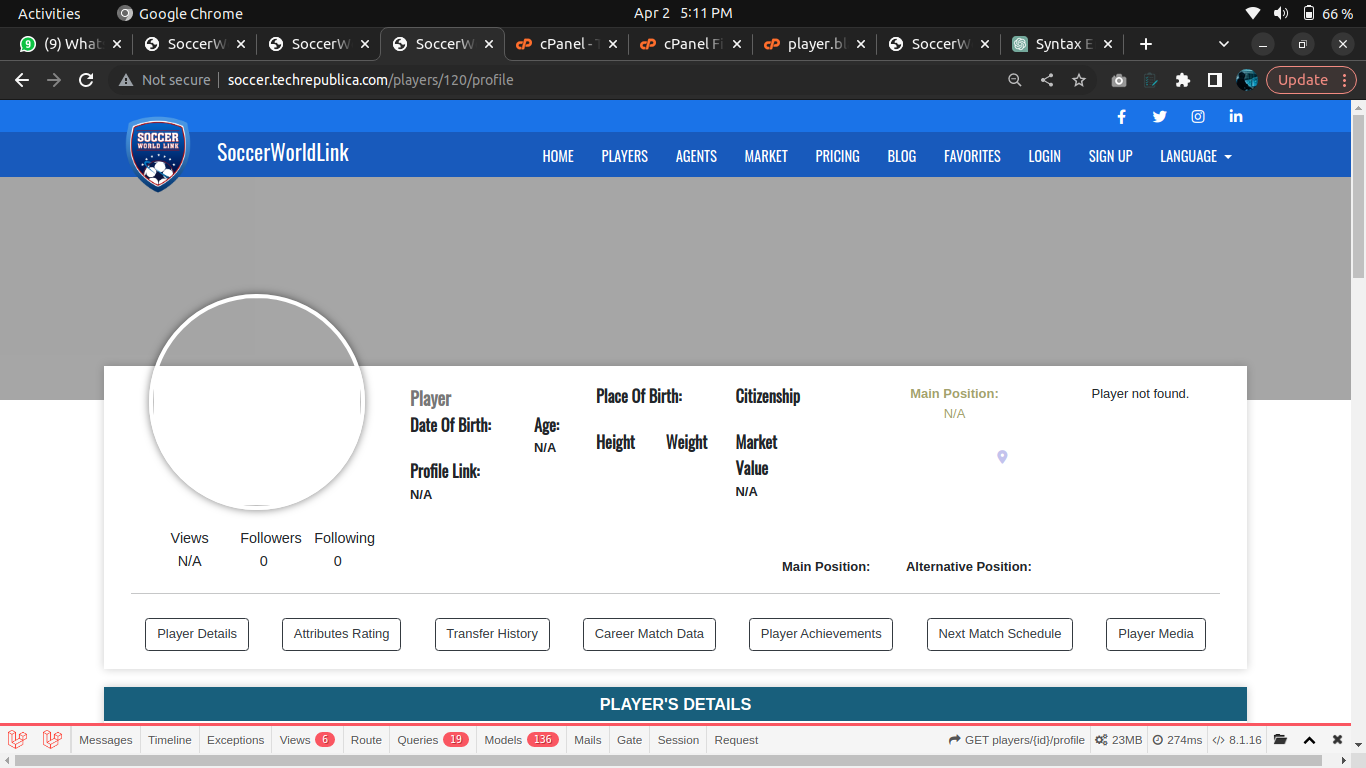 Activities Google Chrome Apr 2 5:11 PM 66 %
9 (9) What SoccerW SoccerW SoccerW cPanel - T cPanel Fi player.bl SoccerW Syntax E
Not secure soccer.techrepublica.com/players/120/profile Update
SOCCER
WORLD LINK
SoccerWorldLink HOME PLAYERS AGENTS MARKET PRICING BLOG FAVORITES LOGIN SIGN UP LANGUAGE
Player Place Of Birth: Citizenship Main Position: Player not found.
Date Of Birth: Age: N/A
N/A Height Weight Market
Profile Link: Value
N/A N/A
Views Followers Following
N/A 0 0
Main Position: Alternative Position:
Player Details Attributes Rating Transfer History Career Match Data Player Achievements Next Match Schedule Player Media
PLAYER'S DETAILS
Messages Timeline Exceptions Views 6 Route Queries 19 Models 136 Mails Gate Session Request GET players/{id}/profile 23MB 274ms 8.1.16